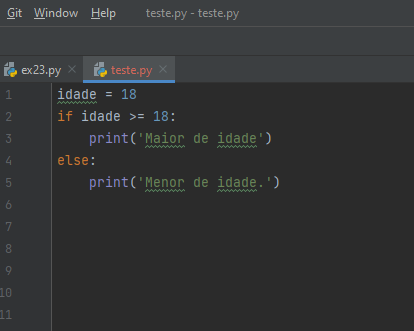 Git Window Help teste.py - teste.py
ex23.py teste.py
1 idade = 18
2 if idade >= 18:
3 print('Maior de idade')
4 else:
5 print('Menor de idade.')
6
7
8
9
10
11